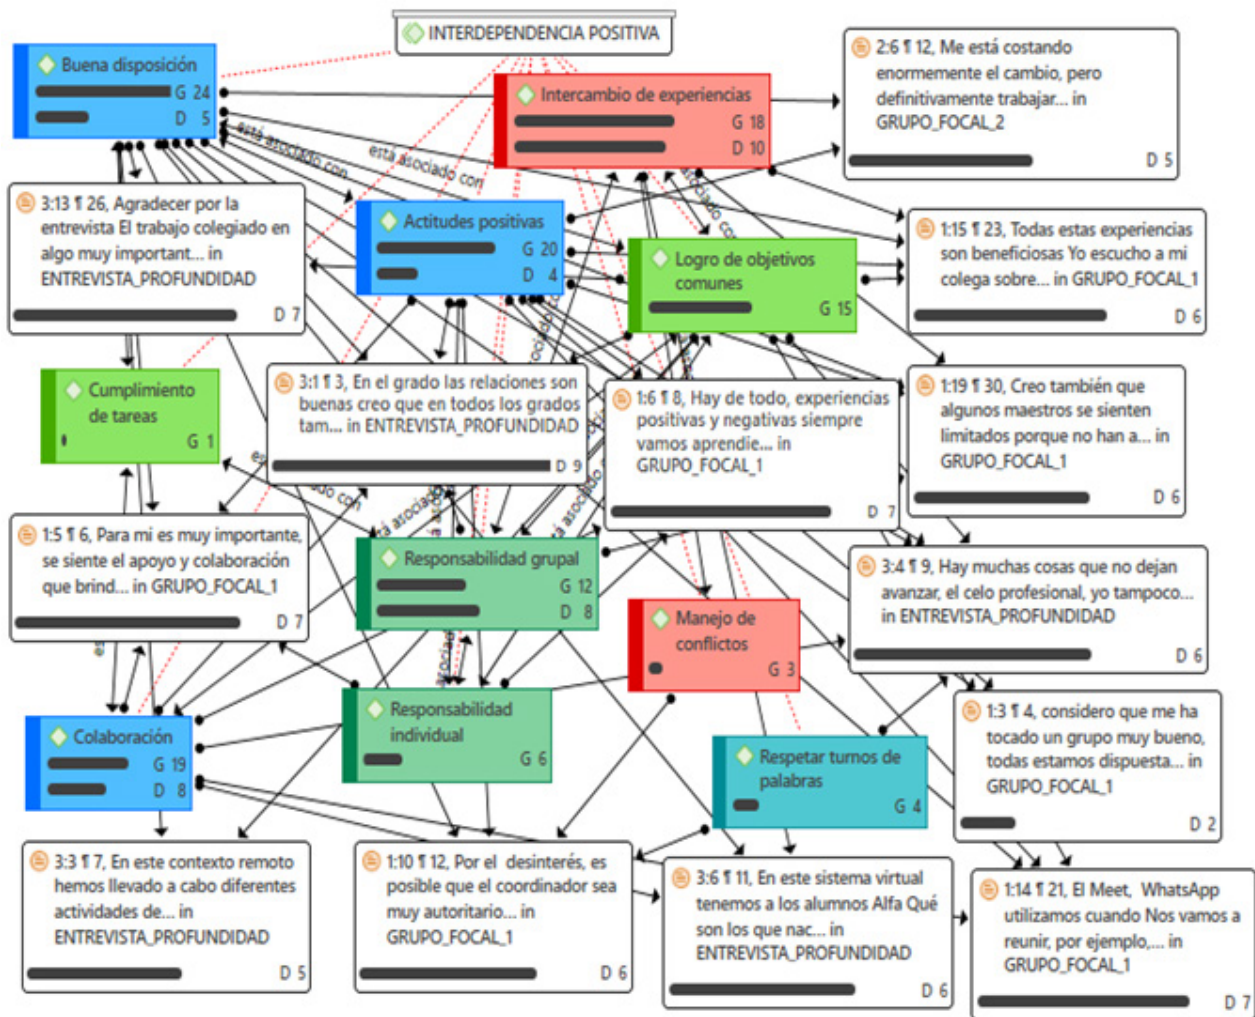 INTERDEPENDENCIA POSITIVA
Buena disposición
G 24
D 5
Intercambio de experiencias
G 18
D 10
2:6 ¶ 12, Me está costando
enormemente el cambio, pero
definitivamente trabajar... in
GRUPO_FOCAL_2
D 5
está asociado con
está asociado con
3:13 ¶ 26, Agradecer por la
entrevista El trabajo colegiado en
algo muy important... in
ENTREVISTA_PROFUNDIDAD
D 7
Actitudes positivas
G 20
D 4
Logro de objetivos
comunes
G 15
1:15 ¶ 23, Todas estas experiencias
son beneficiosas Yo escucho a mi
colega sobre... in GRUPO_FOCAL_1
D 6
Cumplimiento
de tareas
G 1
3:1 ¶ 3, En el grado las relaciones son
buenas creo que en todos los grados
tam... in ENTREVISTA_PROFUNDIDAD
D 9
1:6 ¶ 8, Hay de todo, experiencias
positivas y negativas siempre
vamos aprendie... in
GRUPO_FOCAL_1
D 7
1:19 ¶ 30, Creo también que
algunos maestros se sienten
limitados porque no han a... in
GRUPO_FOCAL_1
D 6
1:5 ¶ 6, Para mi es muy importante,
se siente el apoyo y colaboración
que brind... in GRUPO_FOCAL_1
D 7
Responsabilidad grupal
G 12
D 8
3:4 ¶ 9, Hay muchas cosas que no dejan
avanzar, el celo profesional, yo tampoco...
in ENTREVISTA_PROFUNDIDAD
D 6
Manejo de
conflictos
G 3
Colaboración
G 19
D 8
Responsabilidad
individual
G 6
Respetar turnos de
palabras
G 4
1:3 ¶ 4, considero que me ha
tocado un grupo muy bueno,
todas estamos dispuesta... in
GRUPO_FOCAL_1
D 2
3:3 ¶ 7, En este contexto remoto
hemos llevado a cabo diferentes
actividades de... in
ENTREVISTA_PROFUNDIDAD
D 5
1:10 ¶ 12, Por el desinterés, es
posible que el coordinador sea
muy autoritario... in
GRUPO_FOCAL_1
D 6
3:6 ¶ 11, En este sistema virtual
tenemos a los alumnos Alfa Qué
son los que nac... in
ENTREVISTA_PROFUNDIDAD
D 6
1:14 ¶ 21, El Meet, WhatsApp
utilizamos cuando Nos vamos a
reunir, por ejemplo,... in
GRUPO_FOCAL_1
D 7